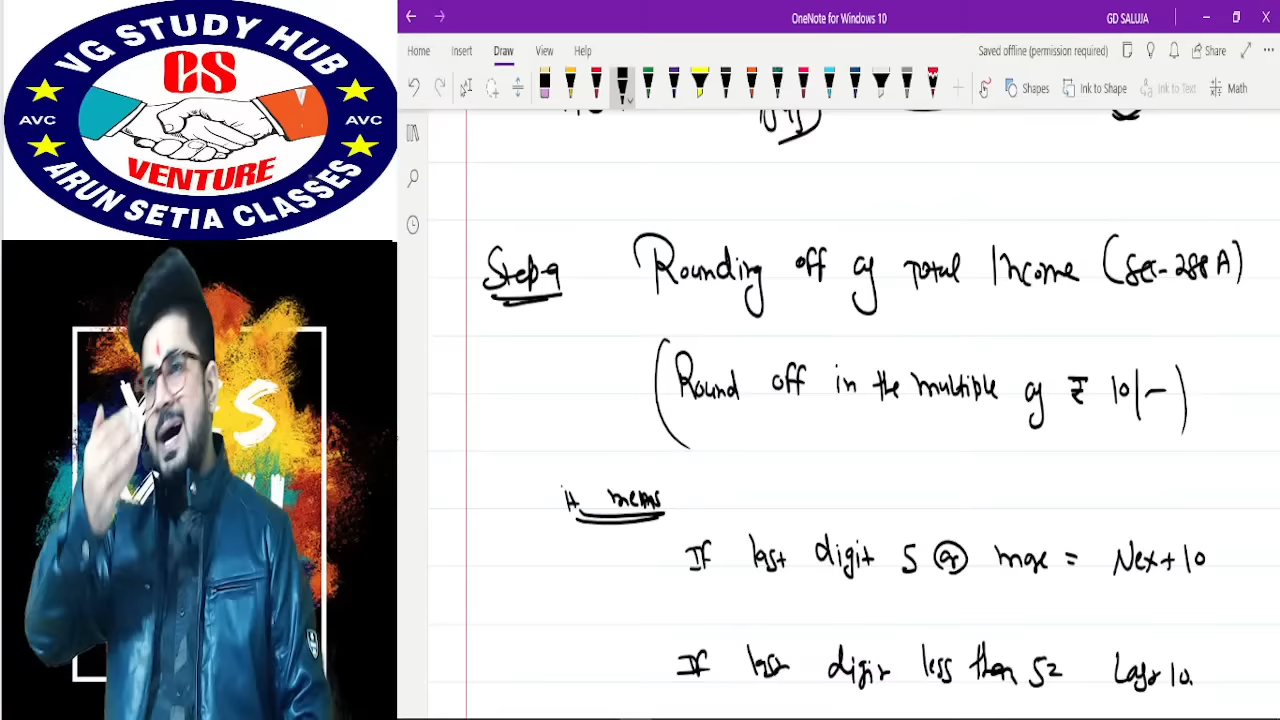 VG STUDY HUB
CS
AVC
AVC
VENTURE
ARUN SETIA CLASSES
OneNote for Windows 10
GD SALUJA
Home
Insert
Draw
View
Help
Saved offline (permission required)
Share
Shapes
Ink to Shape
Ink to Text
Math
Step-9 Rounding off of Total Income (Sec-288A)
(Round off in the multiple of ₹ 10/-)
it means
If last digit 5 or more = Next 10
If last digit less than 5 = Last 10.